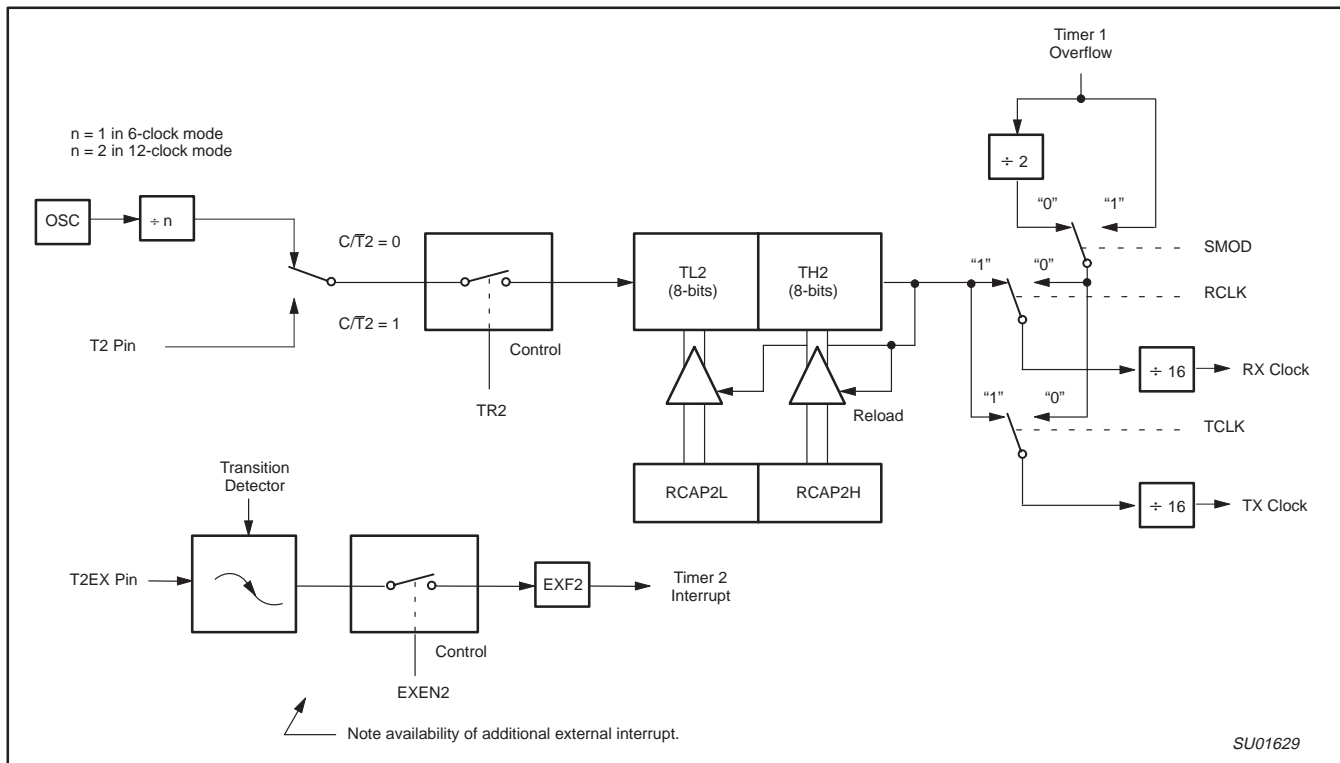 Timer 1
Overflow
n = 1 in 6-clock mode
n = 2 in 12-clock mode
÷ 2
“0”
“1”
OSC
÷ n
C/T̅2 = 0
SMOD
TL2
(8-bits)
TH2
(8-bits)
“1”
“0”
RCLK
C/T̅2 = 1
T2 Pin
Control
÷ 16
RX Clock
TR2
Reload
“1”
“0”
TCLK
Transition
Detector
RCAP2L
RCAP2H
÷ 16
TX Clock
T2EX Pin
EXF2
Timer 2
Interrupt
Control
EXEN2
Note availability of additional external interrupt.
SU01629